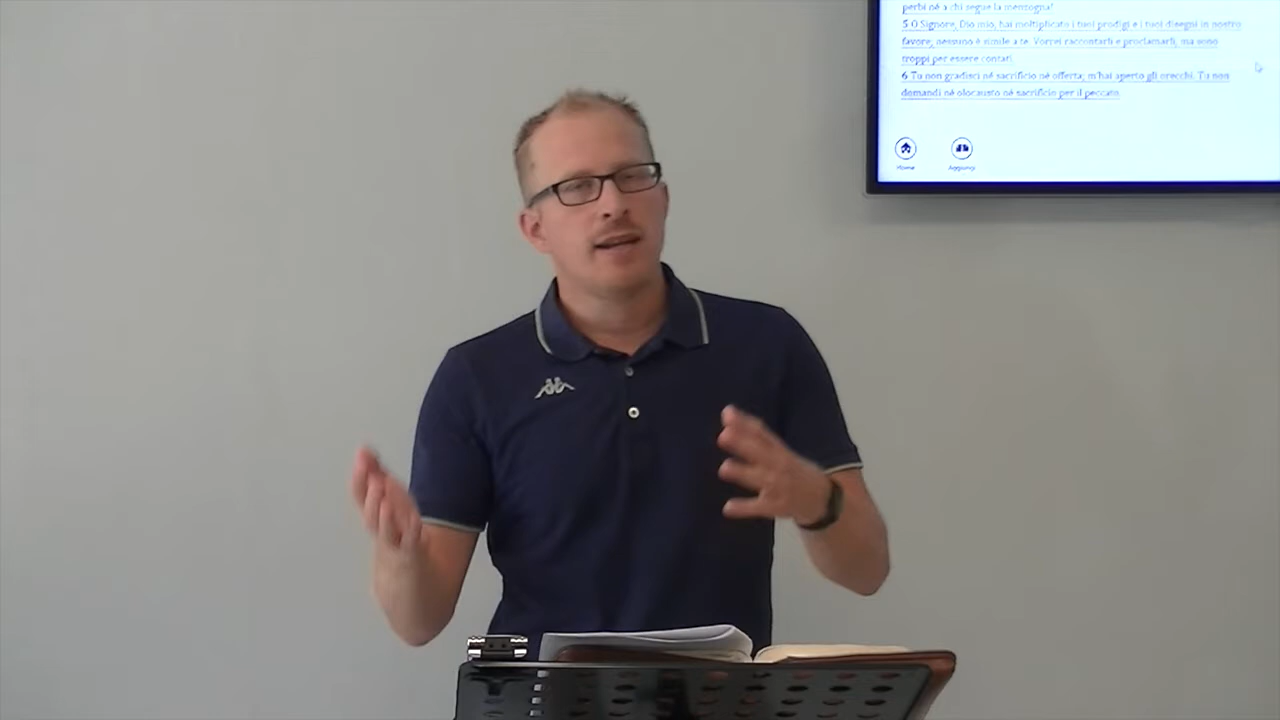 perbi né a chi segue la menzogna!
5 O Signore, Dio mio, hai moltiplicato i tuoi prodigi e i tuoi disegni in nostro
favore; nessuno è simile a te. Vorrei raccontarli e proclamarli, ma sono
troppi per essere contati.
6 Tu non gradisci né sacrificio né offerta; m'hai aperto gli orecchi. Tu non
domandi né olocausto né sacrificio per il peccato.
Home Aggiungi